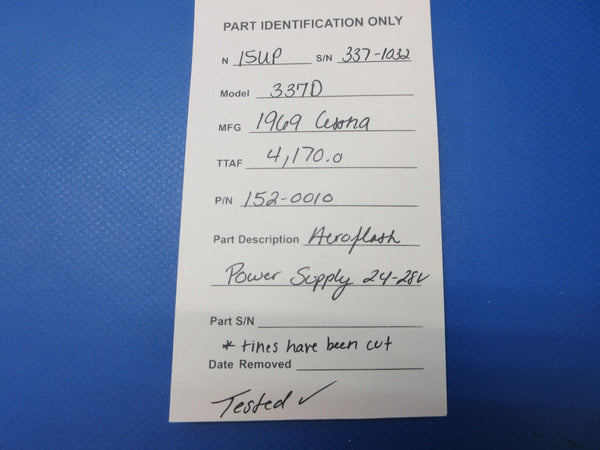 PART IDENTIFICATION ONLY
N 15UP S/N 337-1032
Model 337D
MFG 1969 Cessna
TTAF 4,170.0
P/N 152-0010
Part Description Aeroflash
Power Supply 24-28V
Part S/N
* tines have been cut
Date Removed
Tested ✓